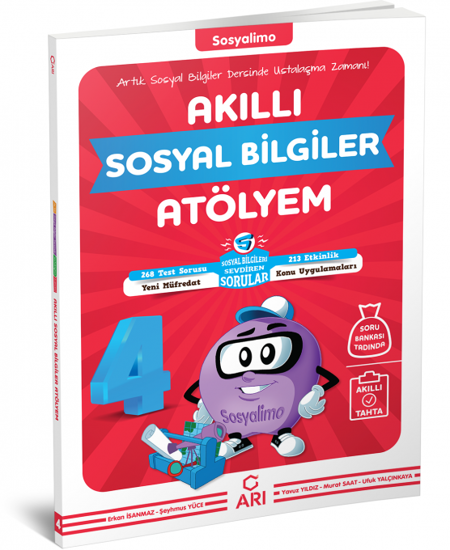 Sosyalimo
Artık Sosyal Bilgiler Dersinde Ustalaşma Zamanı!
AKILLI
SOSYAL BİLGİLER
ATÖLYEM
268 Test Sorusu
Yeni Müfredat
SOSYAL BİLGİLERİ
SEVDİREN
SORULAR
213 Etkinlik
Konu Uygulamaları
4
SORU
BANKASI
TADINDA
AKILLI
TAHTA
Sosyalimo
Erkan İSANMAZ - Şeyhmus YÜCE
ARI
Yavuz YILDIZ - Murat SAAT - Ufuk YALÇINKAYA
AKILLI SOSYAL BİLGİLER ATÖLYEM
4